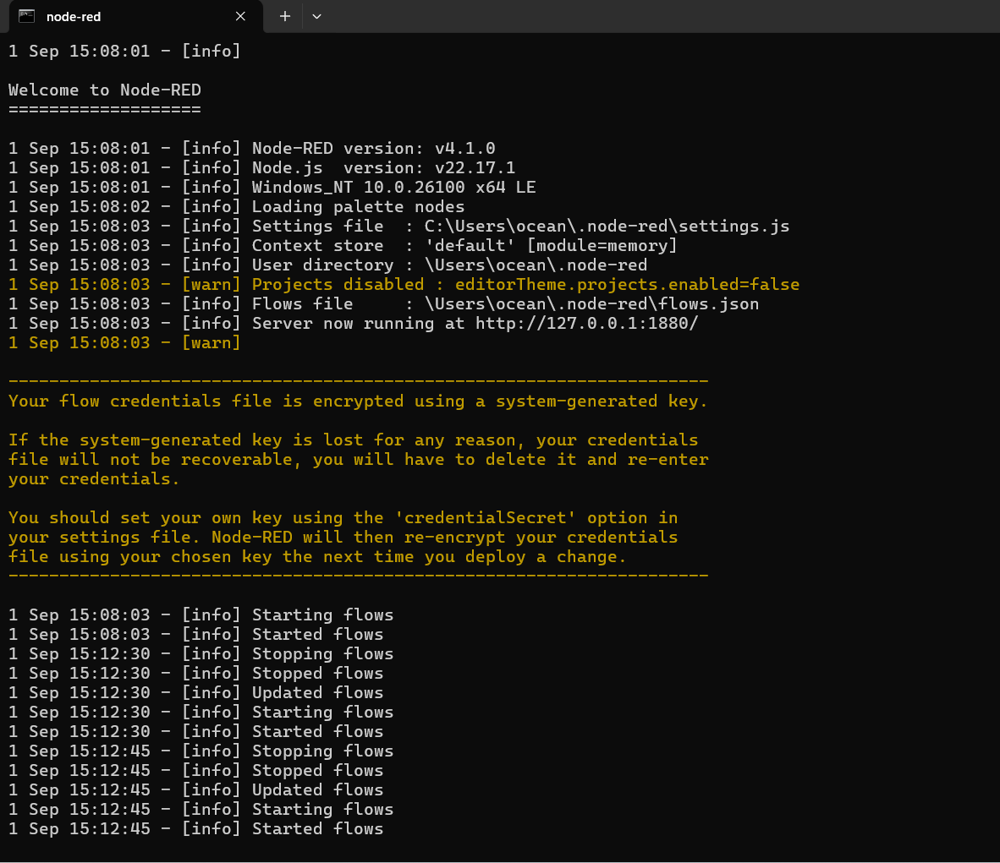 node-red
1 Sep 15:08:01 - [info]
Welcome to Node-RED
===================
1 Sep 15:08:01 - [info] Node-RED version: v4.1.0
1 Sep 15:08:01 - [info] Node.js  version: v22.17.1
1 Sep 15:08:01 - [info] Windows_NT 10.0.26100 x64 LE
1 Sep 15:08:02 - [info] Loading palette nodes
1 Sep 15:08:03 - [info] Settings file  : C:\Users\ocean\.node-red\settings.js
1 Sep 15:08:03 - [info] Context store  : 'default' [module=memory]
1 Sep 15:08:03 - [info] User directory : \Users\ocean\.node-red
1 Sep 15:08:03 - [warn] Projects disabled : editorTheme.projects.enabled=false
1 Sep 15:08:03 - [info] Flows file     : \Users\ocean\.node-red\flows.json
1 Sep 15:08:03 - [info] Server now running at http://127.0.0.1:1880/
1 Sep 15:08:03 - [warn]
---------------------------------------------------------------------
Your flow credentials file is encrypted using a system-generated key.
If the system-generated key is lost for any reason, your credentials
file will not be recoverable, you will have to delete it and re-enter
your credentials.
You should set your own key using the 'credentialSecret' option in
your settings file. Node-RED will then re-encrypt your credentials
file using your chosen key the next time you deploy a change.
---------------------------------------------------------------------
1 Sep 15:08:03 - [info] Starting flows
1 Sep 15:08:03 - [info] Started flows
1 Sep 15:12:30 - [info] Stopping flows
1 Sep 15:12:30 - [info] Stopped flows
1 Sep 15:12:30 - [info] Updated flows
1 Sep 15:12:30 - [info] Starting flows
1 Sep 15:12:30 - [info] Started flows
1 Sep 15:12:45 - [info] Stopping flows
1 Sep 15:12:45 - [info] Stopped flows
1 Sep 15:12:45 - [info] Updated flows
1 Sep 15:12:45 - [info] Starting flows
1 Sep 15:12:45 - [info] Started flows